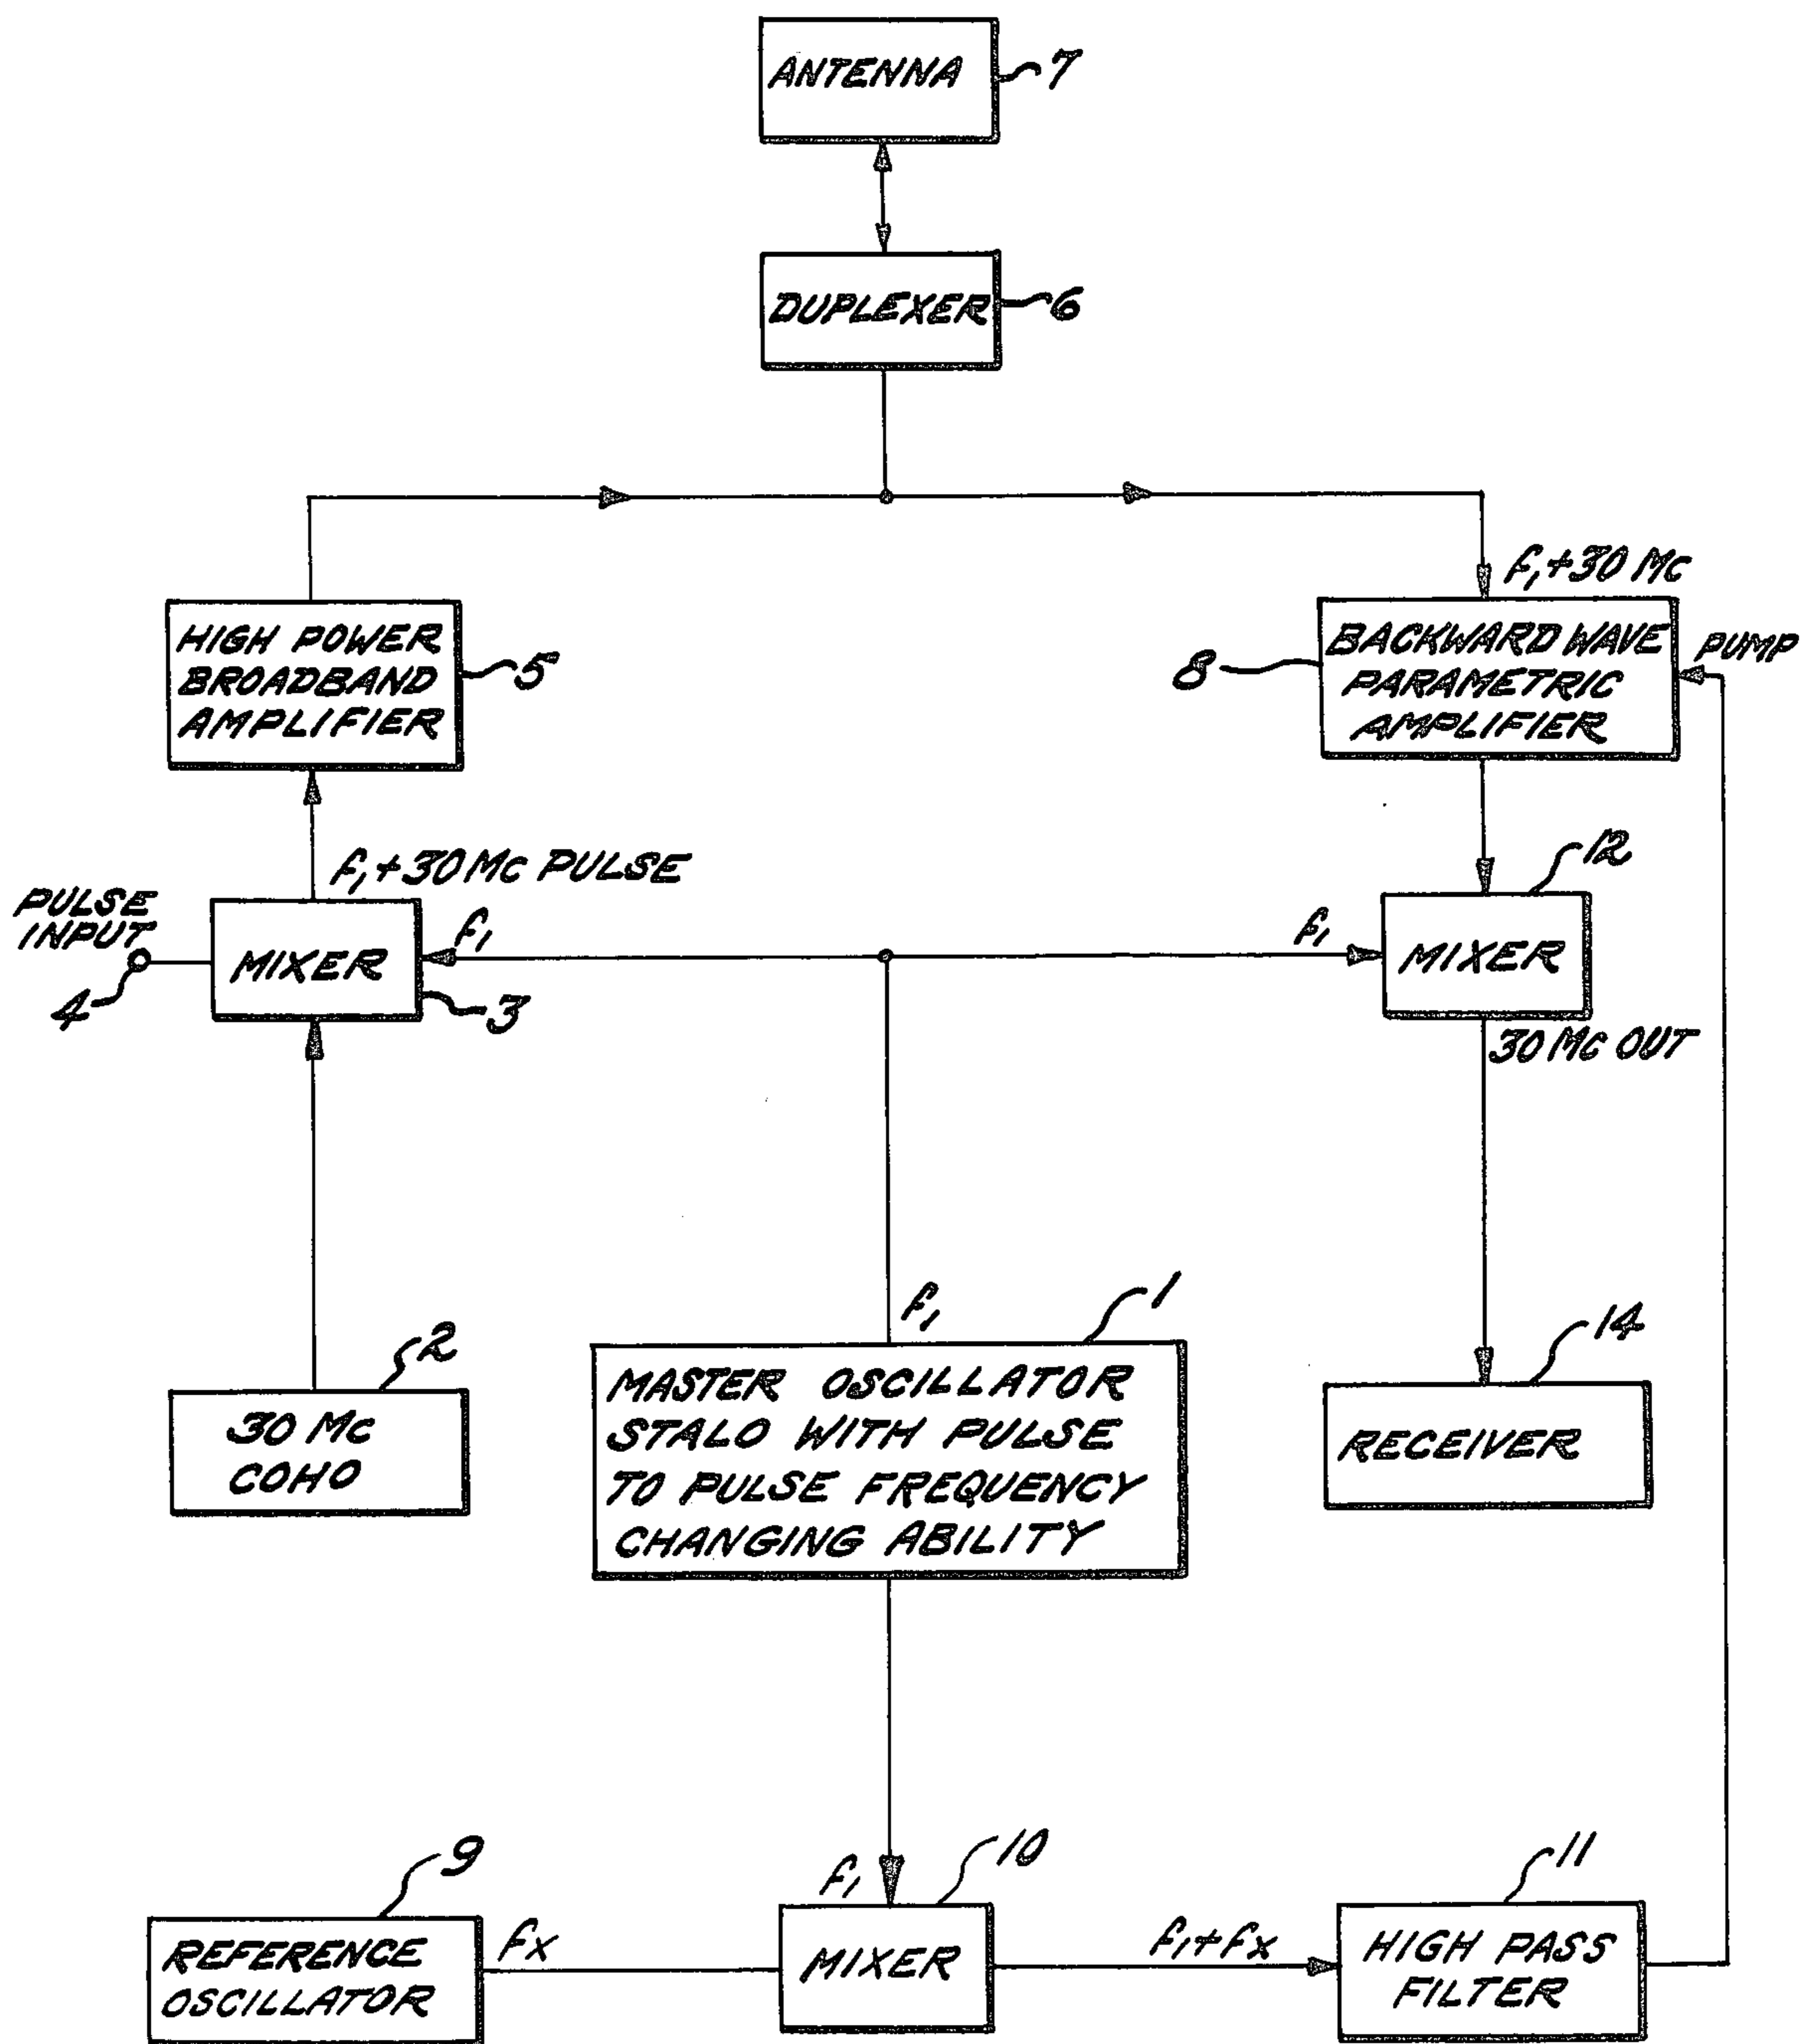 ANTENNA
7
DUPLEXER
6
f₁+30 Mc
HIGH POWER
BROADBAND
AMPLIFIER
5
8
BACKWARD WAVE
PARAMETRIC
AMPLIFIER
PUMP
f₁+30 Mc PULSE
12
PULSE
INPUT
4
MIXER
3
f₁
f₁
MIXER
30 Mc OUT
f₁
1
2
30 Mc
COHO
MASTER OSCILLATOR
STALO WITH PULSE
TO PULSE FREQUENCY
CHANGING ABILITY
14
RECEIVER
9
REFERENCE
OSCILLATOR
fx
f₁
10
MIXER
f₁+fx
11
HIGH PASS
FILTER